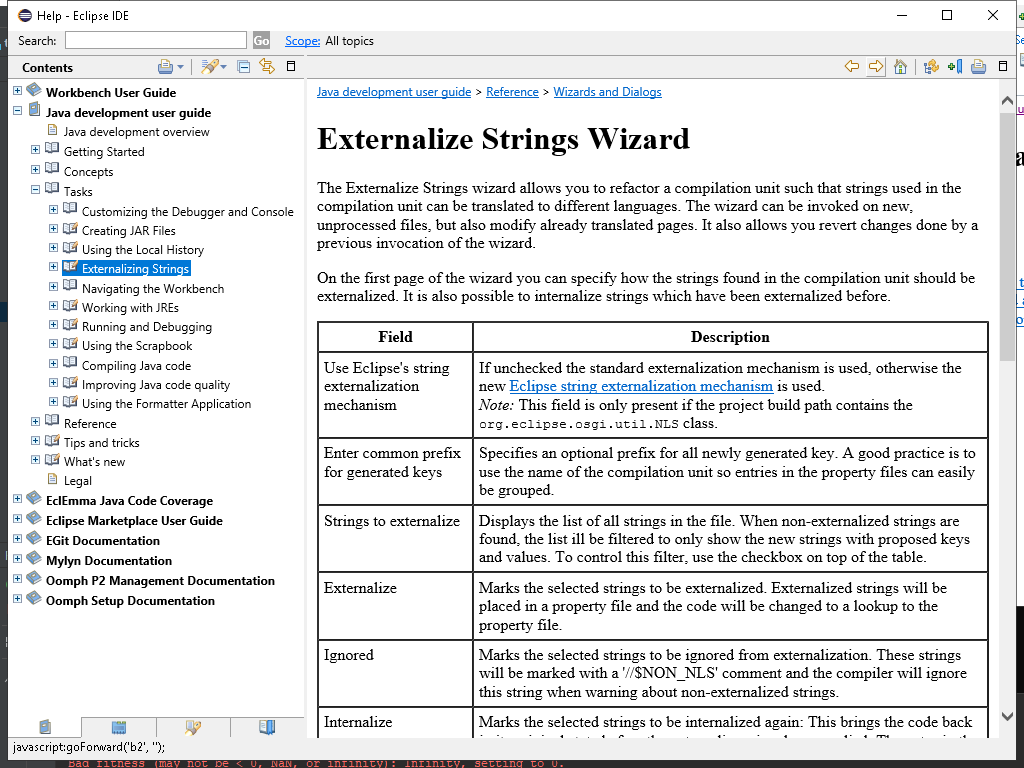 Help - Eclipse IDE
Search:
Go
Scope: All topics
Contents
Workbench User Guide
Java development user guide
Java development overview
Getting Started
Concepts
Tasks
Customizing the Debugger and Console
Creating JAR Files
Using the Local History
Externalizing Strings
Navigating the Workbench
Working with JREs
Running and Debugging
Using the Scrapbook
Compiling Java code
Improving Java code quality
Using the Formatter Application
Reference
Tips and tricks
What's new
Legal
EclEmma Java Code Coverage
Eclipse Marketplace User Guide
EGit Documentation
Mylyn Documentation
Oomph P2 Management Documentation
Oomph Setup Documentation
Java development user guide > Reference > Wizards and Dialogs
Externalize Strings Wizard
The Externalize Strings wizard allows you to refactor a compilation unit such that strings used in the
compilation unit can be translated to different languages. The wizard can be invoked on new,
unprocessed files, but also modify already translated pages. It also allows you revert changes done by a
previous invocation of the wizard.
On the first page of the wizard you can specify how the strings found in the compilation unit should be
externalized. It is also possible to internalize strings which have been externalized before.
Field
Description
Use Eclipse's string
externalization
mechanism
If unchecked the standard externalization mechanism is used, otherwise the
new Eclipse string externalization mechanism is used.
Note: This field is only present if the project build path contains the
org.eclipse.osgi.util.NLS class.
Enter common prefix
for generated keys
Specifies an optional prefix for all newly generated key. A good practice is to
use the name of the compilation unit so entries in the property files can easily
be grouped.
Strings to externalize
Displays the list of all strings in the file. When non-externalized strings are
found, the list ill be filtered to only show the new strings with proposed keys
and values. To control this filter, use the checkbox on top of the table.
Externalize
Marks the selected strings to be externalized. Externalized strings will be
placed in a property file and the code will be changed to a lookup to the
property file.
Ignored
Marks the selected strings to be ignored from externalization. These strings
will be marked with a '//$NON_NLS' comment and the compiler will ignore
this string when warning about non-externalized strings.
Internalize
Marks the selected strings to be internalized again: This brings the code back
javascript:goForward('b2', '');
Bad fitness (may not be < 0, NaN, or infinity): Infinity, setting to 0.